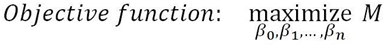 Objective function: maximize M
β₀,β₁,…,βₙ